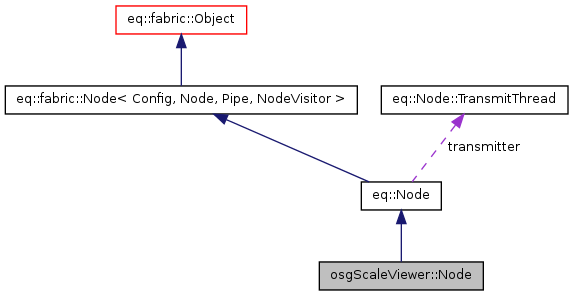 eq::fabric::Object
eq::fabric::Node< Config, Node, Pipe, NodeVisitor >
eq::Node::TransmitThread
transmitter
eq::Node
osgScaleViewer::Node